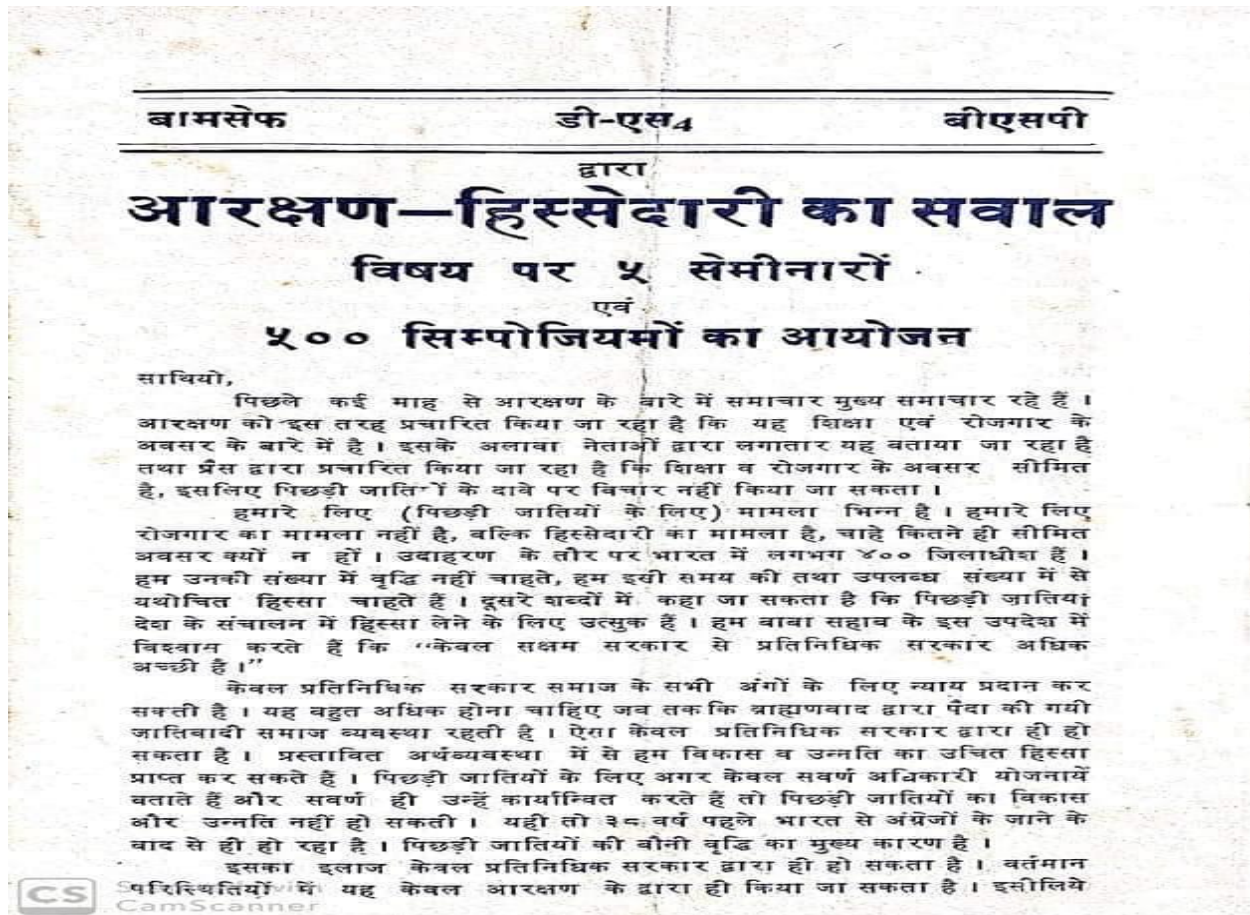 बामसेफ डी-एस4 बीएसपी
द्वारा
आरक्षण—हिस्सेदारी का सवाल
विषय पर ५ सेमीनारों
एवं
५०० सिम्पोजियमों का आयोजन
साथियो,
पिछले कई माह से आरक्षण के बारे में समाचार मुख्य समाचार रहे हैं ।
आरक्षण को इस तरह प्रचारित किया जा रहा है कि यह शिक्षा एवं रोजगार के
अवसर के बारे में है । इसके अलावा नेताओं द्वारा लगातार यह बताया जा रहा है
तथा प्रैस द्वारा प्रचारित किया जा रहा है कि शिक्षा व रोजगार के अवसर सीमित
है, इसलिए पिछड़ी के दावे पर विचार नहीं किया जा सकता ।
हमारे लिए (पिछड़ी जातियों के लिए) मामला भिन्न है । हमारे लिए
रोजगार का मामला नहीं है, बल्कि हिस्सेदारी का मामला है, चाहे कितने ही सीमित
अवसर क्यों न हों । उदाहरण के तौर पर भारत में लगभग ४०० जिलाधीश हैं ।
हम उनकी संख्या में वृद्धि नहीं चाहते, हम इसी समय की तथा उपलब्ध संख्या में से
यथोचित हिस्सा चाहते हैं । दूसरे शब्दों में कहा जा सकता है कि पिछड़ी जातियां
देश के संचालन में हिस्सा लेने के लिए उत्सुक हैं । हम बाबा सहाब के इस उपदेश में
विश्वास करते हैं कि “केवल सक्षम सरकार से प्रतिनिधिक सरकार अधिक
अच्छी है ।”
केवल प्रतिनिधिक सरकार समाज के सभी अंगों के लिए न्याय प्रदान कर
सकती है । यह बहुत अधिक होना चाहिए जब तक कि ब्राह्मणवाद द्वारा पैदा की गयी
जातिवादी समाज व्यवस्था रहती है । ऐसा केवल प्रतिनिधिक सरकार द्वारा ही हो
सकता है । प्रस्तावित अर्थव्यवस्था में से हम विकास व उन्नति का उचित हिस्सा
प्राप्त कर सकते हैं । पिछड़ी जातियों के लिए अगर केवल सवर्ण अधिकारी योजनायें
बताते हैं और सवर्ण ही उन्हें कार्यान्वित करते हैं तो पिछड़ी जातियों का विकास
और उन्नति नहीं हो सकती । यही तो ३८ वर्ष पहले भारत से अंग्रेजों के जाने के
बाद से ही हो रहा है । पिछड़ी जातियों की बौनी वृद्धि का मुख्य कारण है ।
इसका इलाज केवल प्रतिनिधिक सरकार द्वारा ही हो सकता है । वर्तमान
परिस्थितियों में यह केवल आरक्षण के द्वारा ही किया जा सकता है । इसीलिये
CS
CamScanner